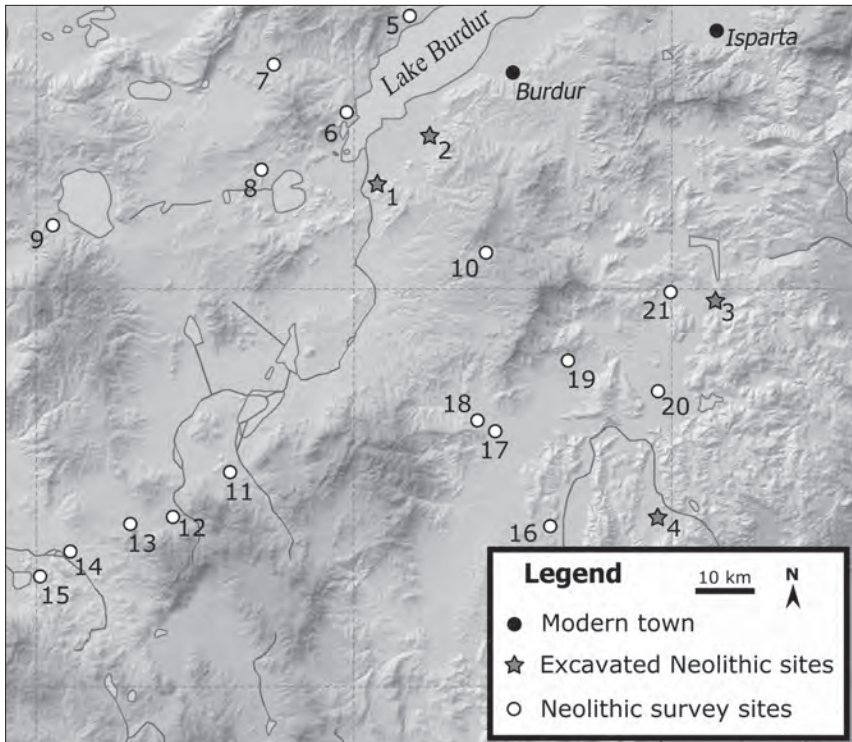 5
Lake Burdur
Isparta
7
Burdur
6
2
8
1
9
10
21
3
19
20
18
17
11
16
4
12
13
14
15
Legend
10 km
N
Modern town
Excavated Neolithic sites
Neolithic survey sites